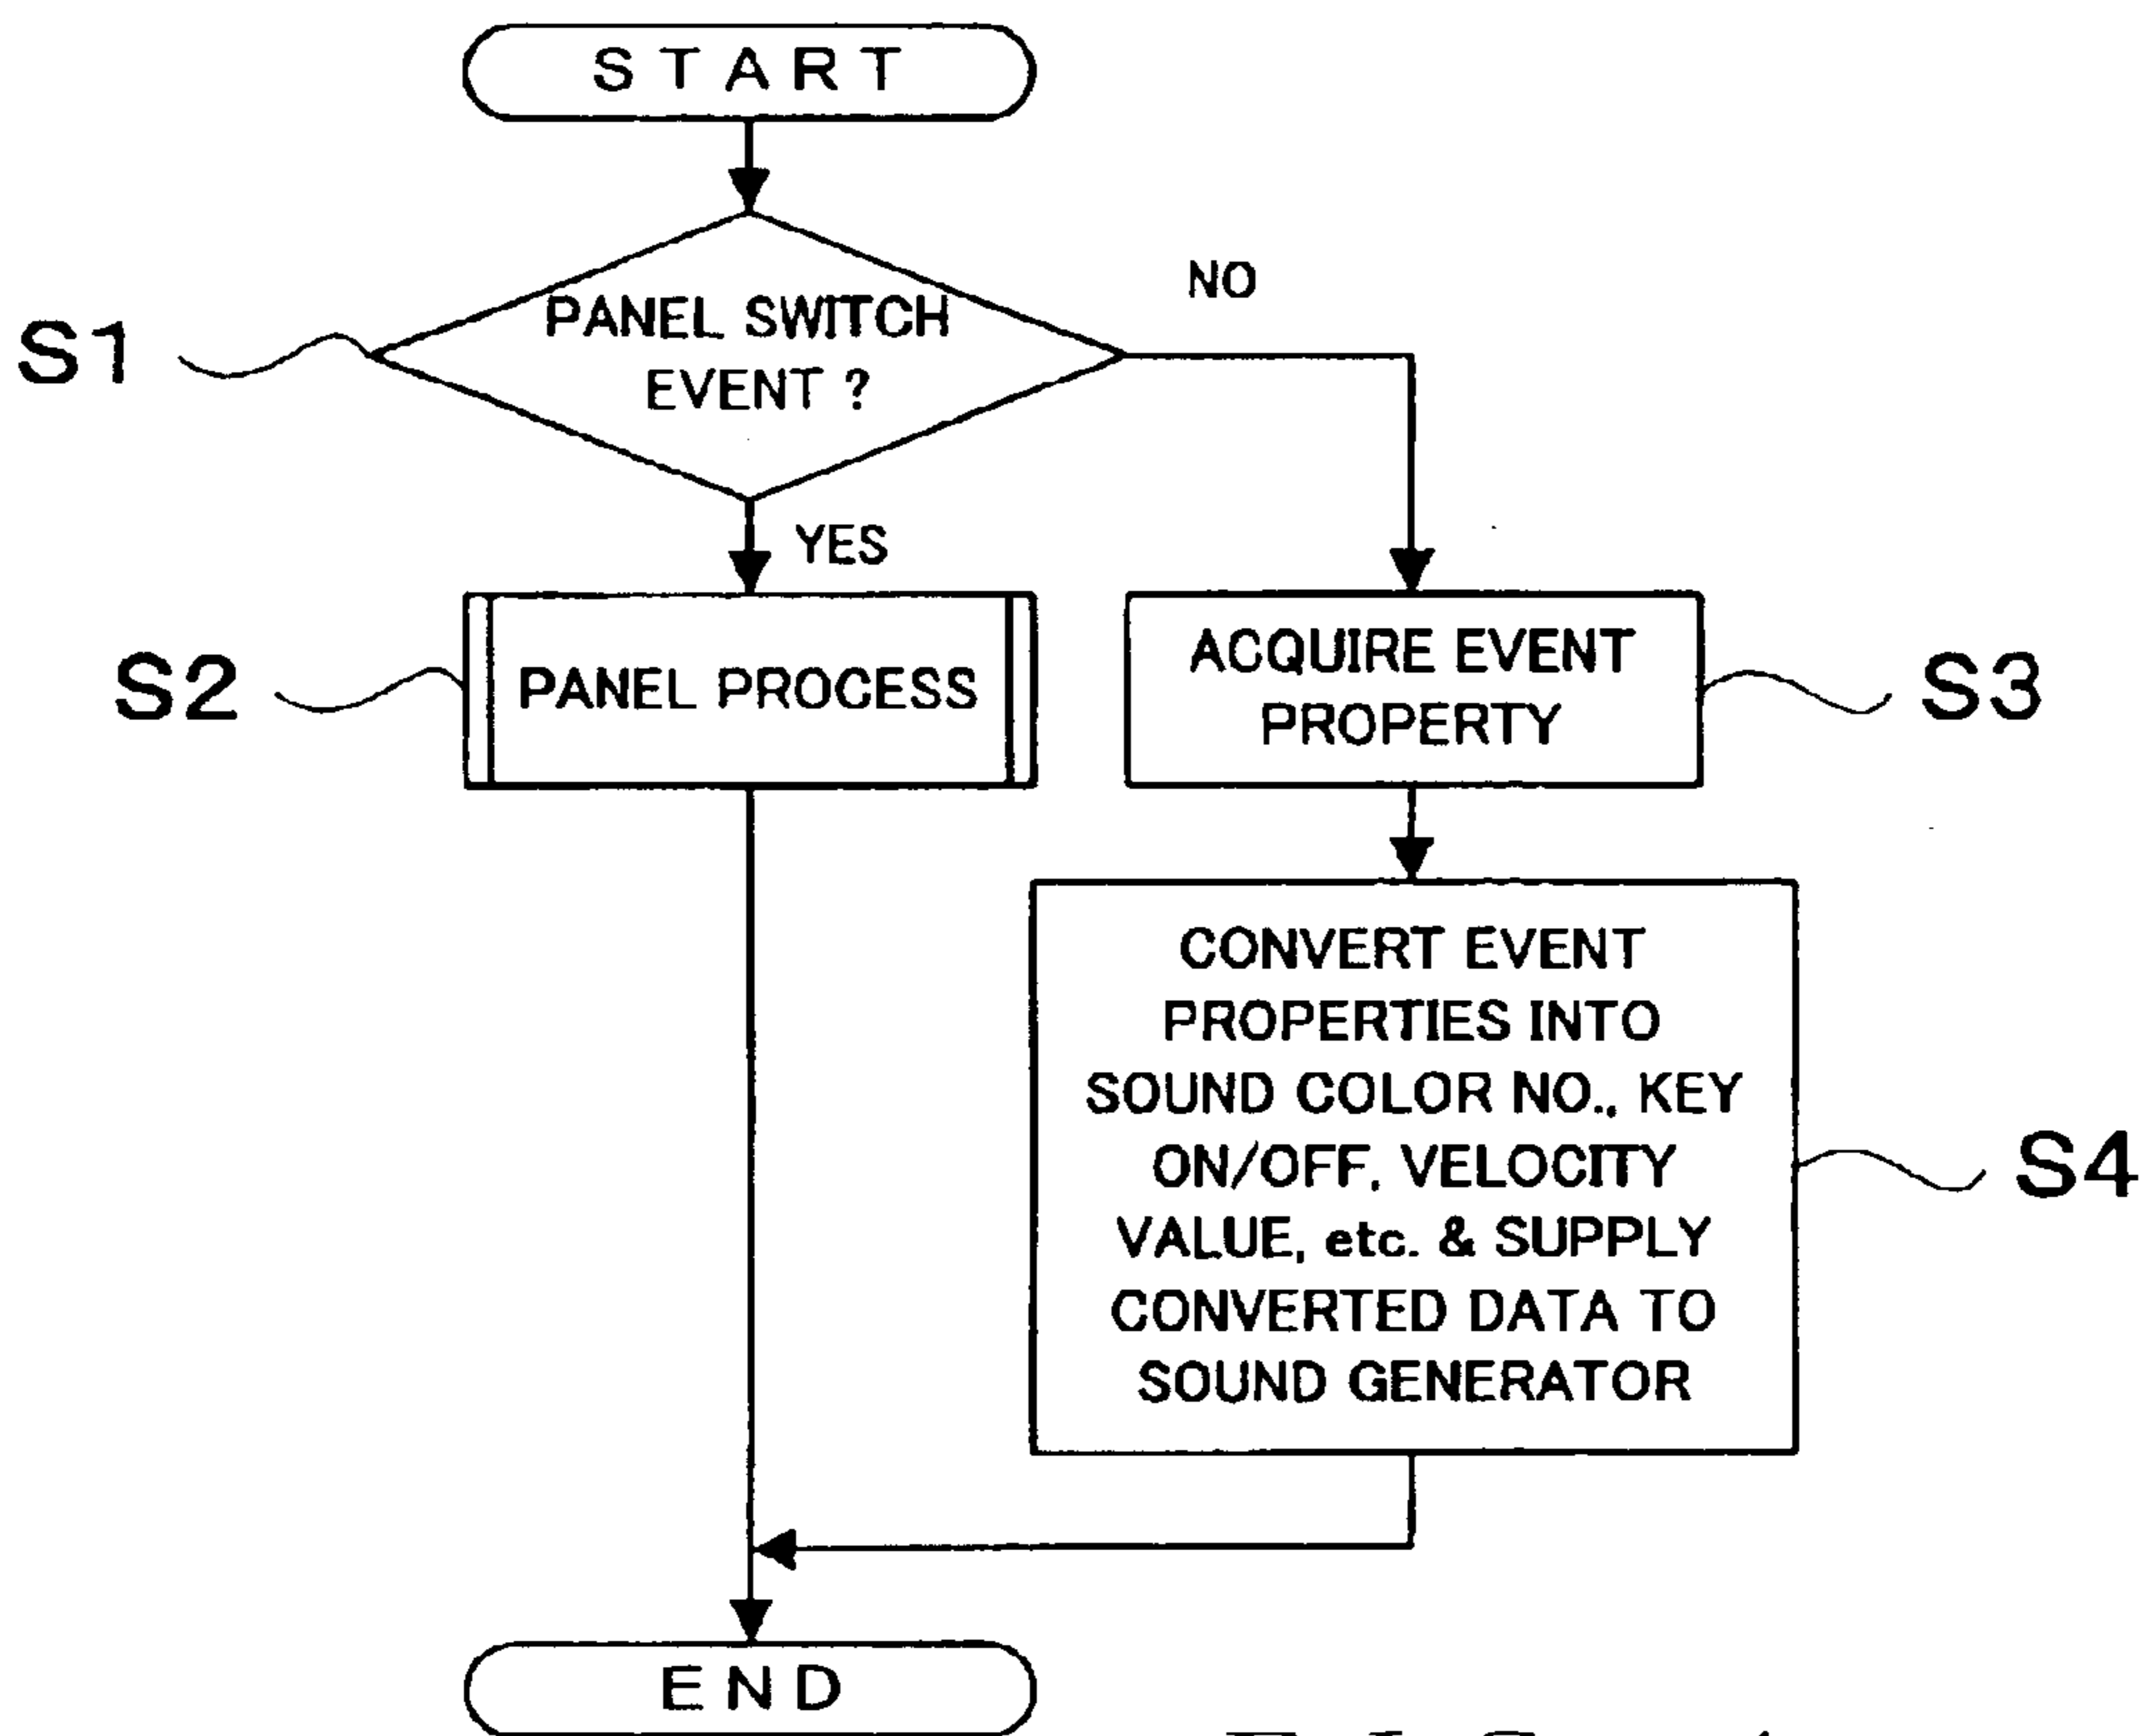 START
PANEL SWITCH
EVENT ?
NO
S1
YES
S2
PANEL PROCESS
ACQUIRE EVENT
PROPERTY
S3
CONVERT EVENT
PROPERTIES INTO
SOUND COLOR NO., KEY
ON/OFF, VELOCITY
VALUE, etc. & SUPPLY
CONVERTED DATA TO
SOUND GENERATOR
S4
END